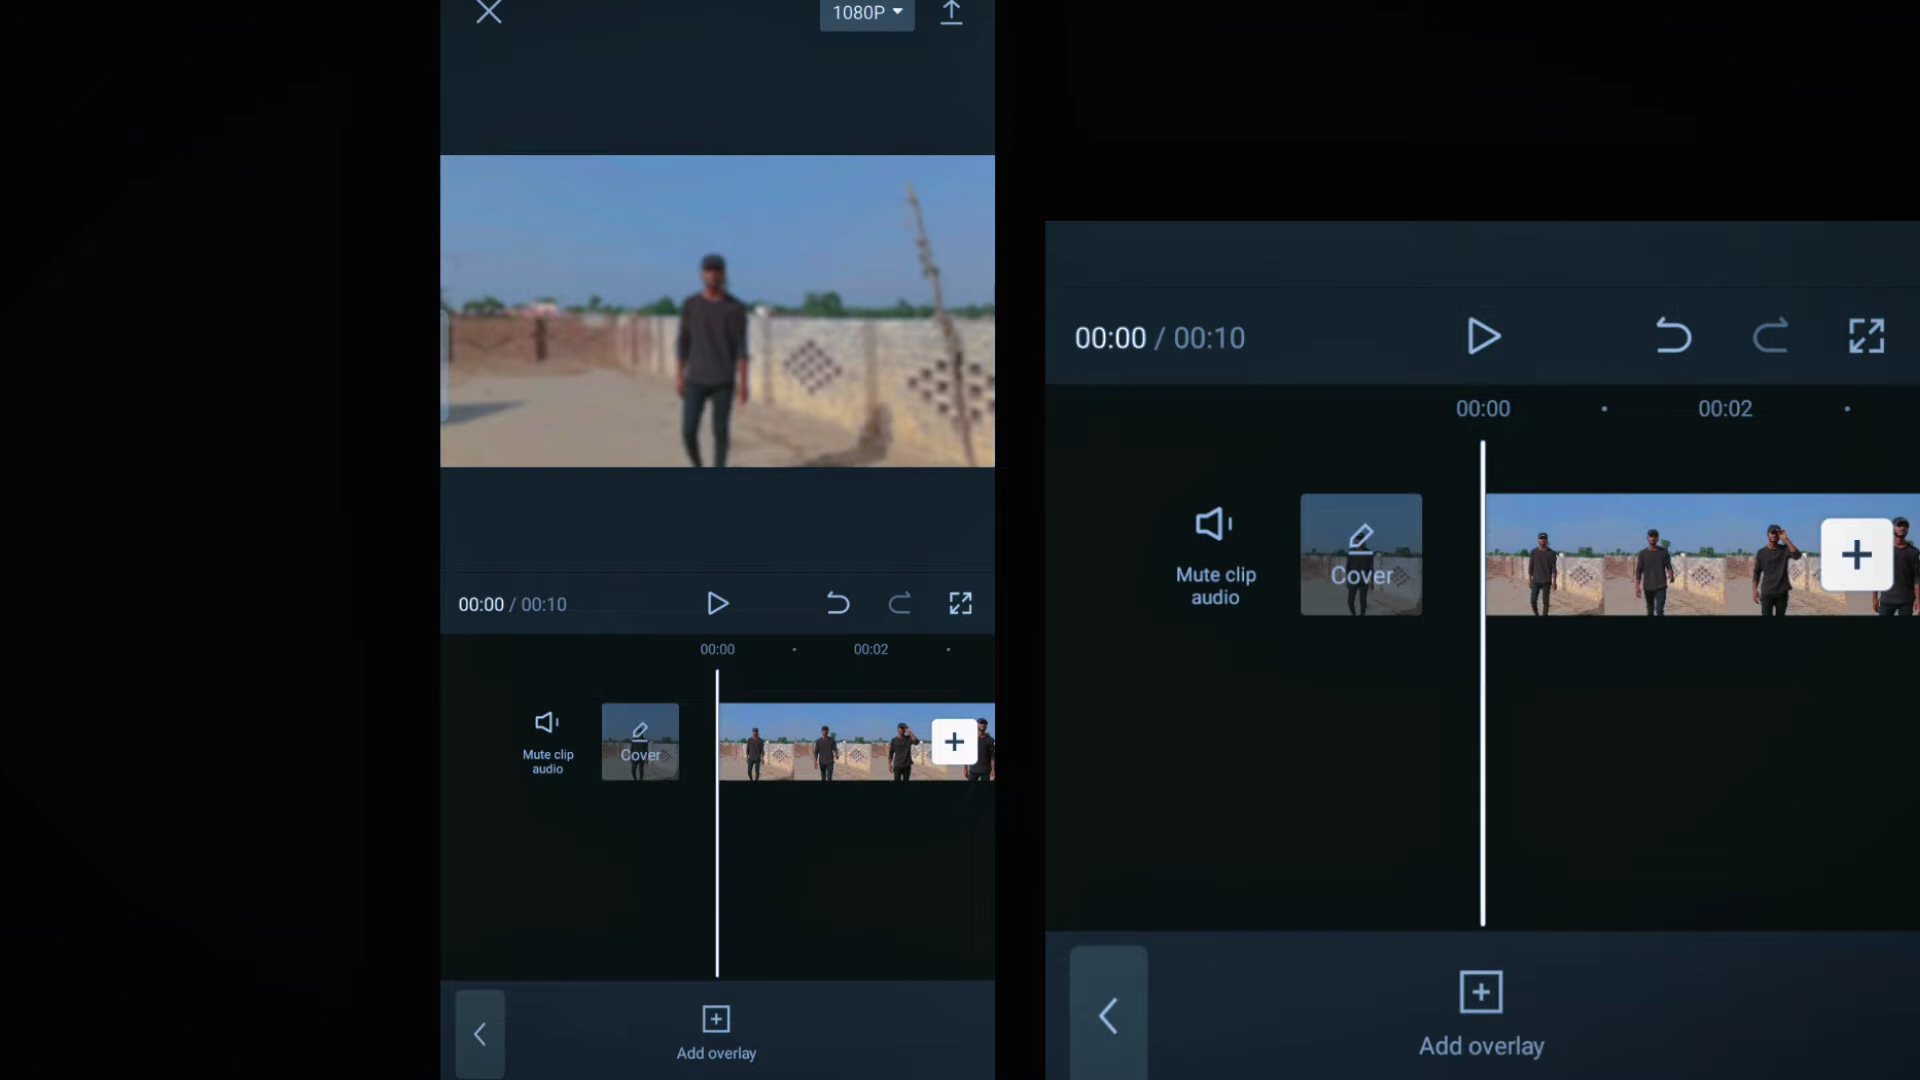 1080P
00:00 / 00:10
00:00
00:02
Mute clip
audio
Cover
Add overlay
00:00 / 00:10
00:00
00:02
Mute clip
audio
Cover
Add overlay